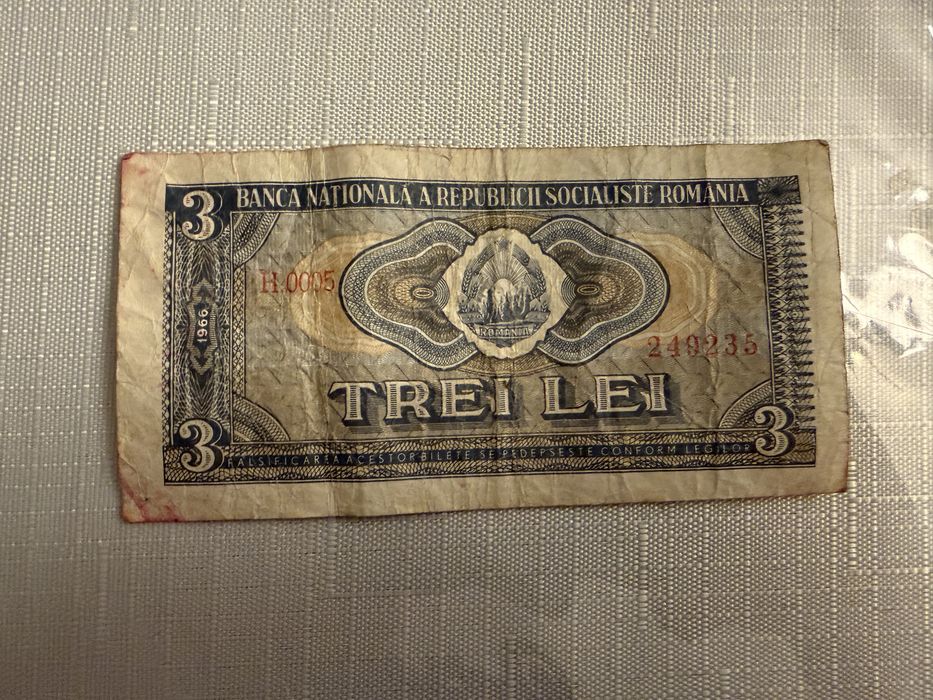 3
BANCA NAȚIONALĂ A REPUBLICII SOCIALISTE ROMÂNIA
H.0005
1966
ROMÂNIA
249235
TREI LEI
3
FALSIFICAREA ACESTOR BILETE SE PEDEPSEȘTE CONFORM LEGILOR
3